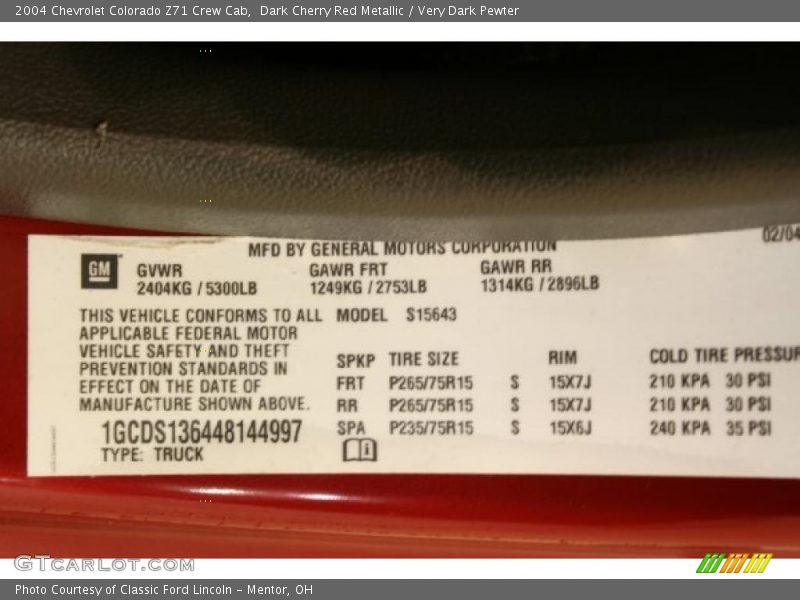 2004 Chevrolet Colorado Z71 Crew Cab,  Dark Cherry Red Metallic / Very Dark Pewter
02/04
MFD BY GENERAL MOTORS CORPORATION
GM
GVWR GAWR FRT GAWR RR
2404KG / 5300LB 1249KG / 2753LB 1314KG / 2896LB
THIS VEHICLE CONFORMS TO ALL MODEL S15643
APPLICABLE FEDERAL MOTOR
VEHICLE SAFETY AND THEFT
PREVENTION STANDARDS IN
EFFECT ON THE DATE OF
MANUFACTURE SHOWN ABOVE.
SPKP TIRE SIZE RIM COLD TIRE PRESSUR
FRT P265/75R15 S 15X7J 210 KPA 30 PSI
RR P265/75R15 S 15X7J 210 KPA 30 PSI
SPA P235/75R15 S 15X6J 240 KPA 35 PSI
1GCDS136448144997
TYPE: TRUCK
GTCARLOT.COM
Photo Courtesy of Classic Ford Lincoln - Mentor, OH